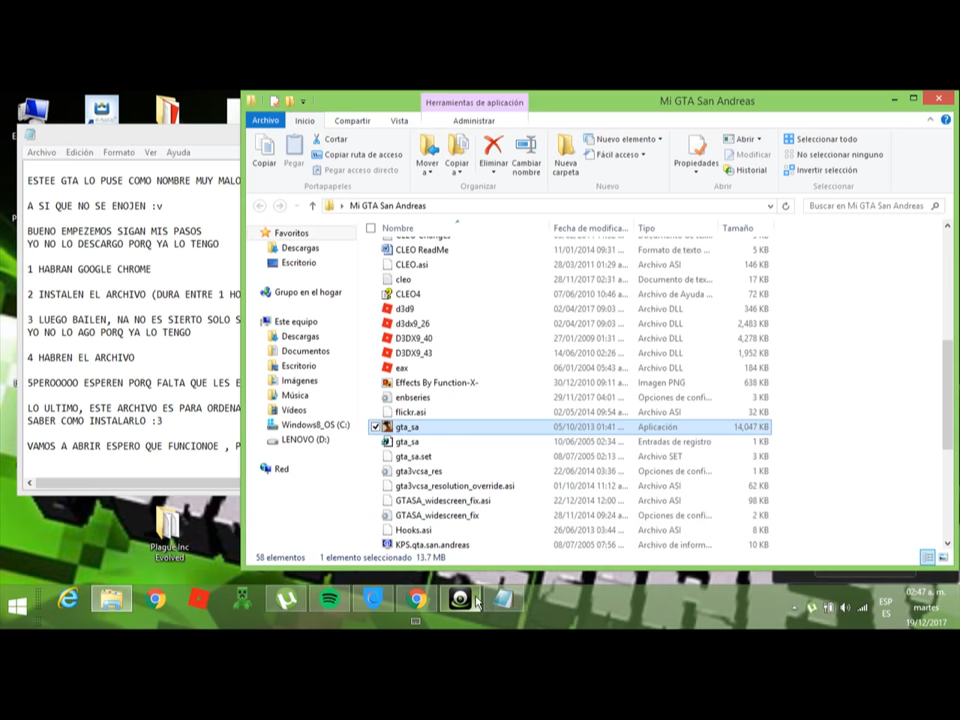 Herramientas de aplicación
Mi GTA San Andreas
Archivo Inicio Compartir Vista Administrar
Copiar
Pegar
Cortar
Copiar ruta de acceso
Pegar acceso directo
Portapapeles
Mover a
Copiar a
Eliminar
Cambiar nombre
Organizar
Nueva carpeta
Nuevo elemento
Fácil acceso
Nuevo
Propiedades
Abrir
Modificar
Historial
Abrir
Seleccionar todo
No seleccionar ninguno
Invertir selección
Seleccionar
Mi GTA San Andreas
Buscar en Mi GTA San Andreas
Archivo Edición Formato Ver Ayuda
ESTEE GTA LO PUSE COMO NOMBRE MUY MALO
A SI QUE NO SE ENOJEN :v
BUENO EMPEZEMOS SIGAN MIS PASOS
YO NO LO DESCARGO PORQ YA LO TENGO
1 HABRAN GOOGLE CHROME
2 INSTALEN EL ARCHIVO (DURA ENTRE 1 HO
3 LUEGO BAILEN, NA NO ES SIERTO SOLO S
YO NO LO AGO PORQ YA LO TENGO
4 HABREN EL ARCHIVO
5PEROOOOO ESPEREN PORQ FALTA QUE LES E
LO ULTIMO, ESTE ARCHIVO ES PARA ORDENA
SABER COMO INSTALARLO :3
VAMOS A ABRIR ESPERO QUE FUNCIONOE , P
Favoritos
Descargas
Escritorio
Grupo en el hogar
Este equipo
Descargas
Documentos
Escritorio
Imágenes
Música
Vídeos
Windows8_OS (C:)
LENOVO (D:)
Red
Nombre Fecha de modifica... Tipo Tamaño
CLEO ReadMe 11/01/2014 09:31 ... Formato de texto ... 5 KB
CLEO.asi 28/03/2011 01:29 a... Archivo ASI 146 KB
cleo 28/11/2017 02:31 a... Documento de tex... 17 KB
CLEO4 07/06/2010 10:46 a... Archivo de Ayuda ... 72 KB
d3d9 02/04/2017 09:03 ... Archivo DLL 346 KB
d3dx9_26 02/04/2017 09:03 ... Archivo DLL 2,483 KB
D3DX9_40 27/01/2009 01:31 ... Archivo DLL 4,278 KB
D3DX9_43 14/06/2010 02:26 ... Archivo DLL 1,952 KB
eax 06/01/2004 05:43 a... Archivo DLL 184 KB
Effects By Function-X- 30/12/2010 09:11 a... Imagen PNG 638 KB
enbseries 29/11/2017 04:01 ... Opciones de confi... 3 KB
flickr.asi 02/05/2014 09:54 a... Archivo ASI 32 KB
gta_sa 05/10/2013 01:41 ... Aplicación 14,047 KB
gta_sa 10/06/2005 02:34 ... Entradas de registro 1 KB
gta_sa.set 08/07/2005 02:13 ... Archivo SET 3 KB
gta3vcsa_res 22/06/2014 03:36 ... Opciones de confi... 1 KB
gta3vcsa_resolution_override.asi 01/10/2014 11:12 a... Archivo ASI 62 KB
GTASA_widescreen_fix.asi 22/12/2014 12:00 ... Archivo ASI 98 KB
GTASA_widescreen_fix 28/11/2014 09:24 a... Opciones de confi... 2 KB
Hooks.asi 26/06/2013 03:44 ... Archivo ASI 8 KB
KPS.gta.san.andreas 08/07/2005 07:56 ... Archivo de inform... 10 KB
58 elementos 1 elemento seleccionado 13.7 MB
Plague Inc
Evolved
ESP
ES
02:47 a. m.
martes
19/12/2017